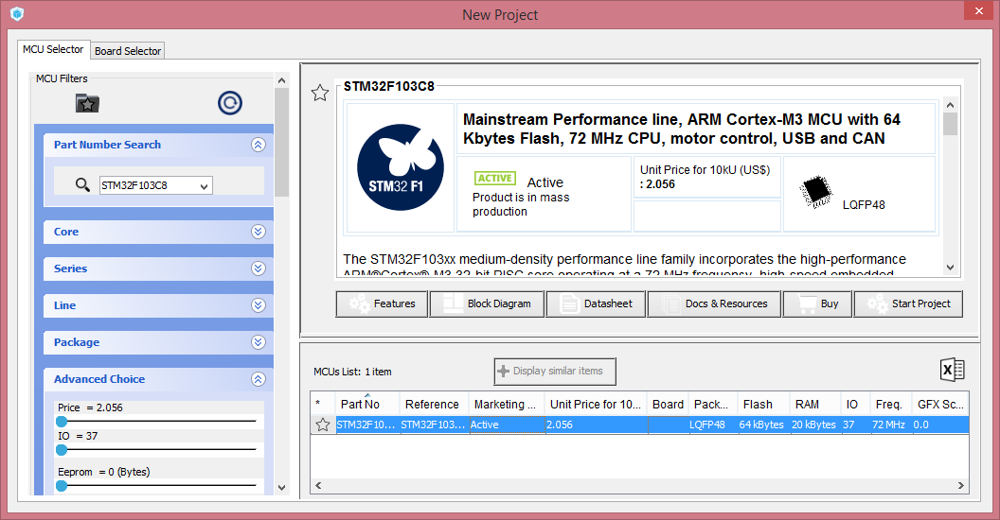 New Project
MCU Selector
Board Selector
MCU Filters
Part Number Search
STM32F103C8
Core
Series
Line
Package
Advanced Choice
Price = 2.056
IO = 37
Eeprom = 0 (Bytes)
STM32F103C8
STM32 F1
Mainstream Performance line, ARM Cortex-M3 MCU with 64
Kbytes Flash, 72 MHz CPU, motor control, USB and CAN
ACTIVE Active
Product is in mass
production
Unit Price for 10kU (US$)
: 2.056
LQFP48
The STM32F103xx medium-density performance line family incorporates the high-performance
ARM®Cortex®-M3 32-bit RISC core operating at a 72 MHz frequency, high-speed embedded
Features
Block Diagram
Datasheet
Docs & Resources
Buy
Start Project
MCUs List: 1 item
Display similar items
* Part No Reference Marketing ... Unit Price for 10... Board Pack... Flash RAM IO Freq. GFX Sc...
STM32F10... STM32F103... Active 2.056 LQFP48 64 kBytes 20 kBytes 37 72 MHz 0.0